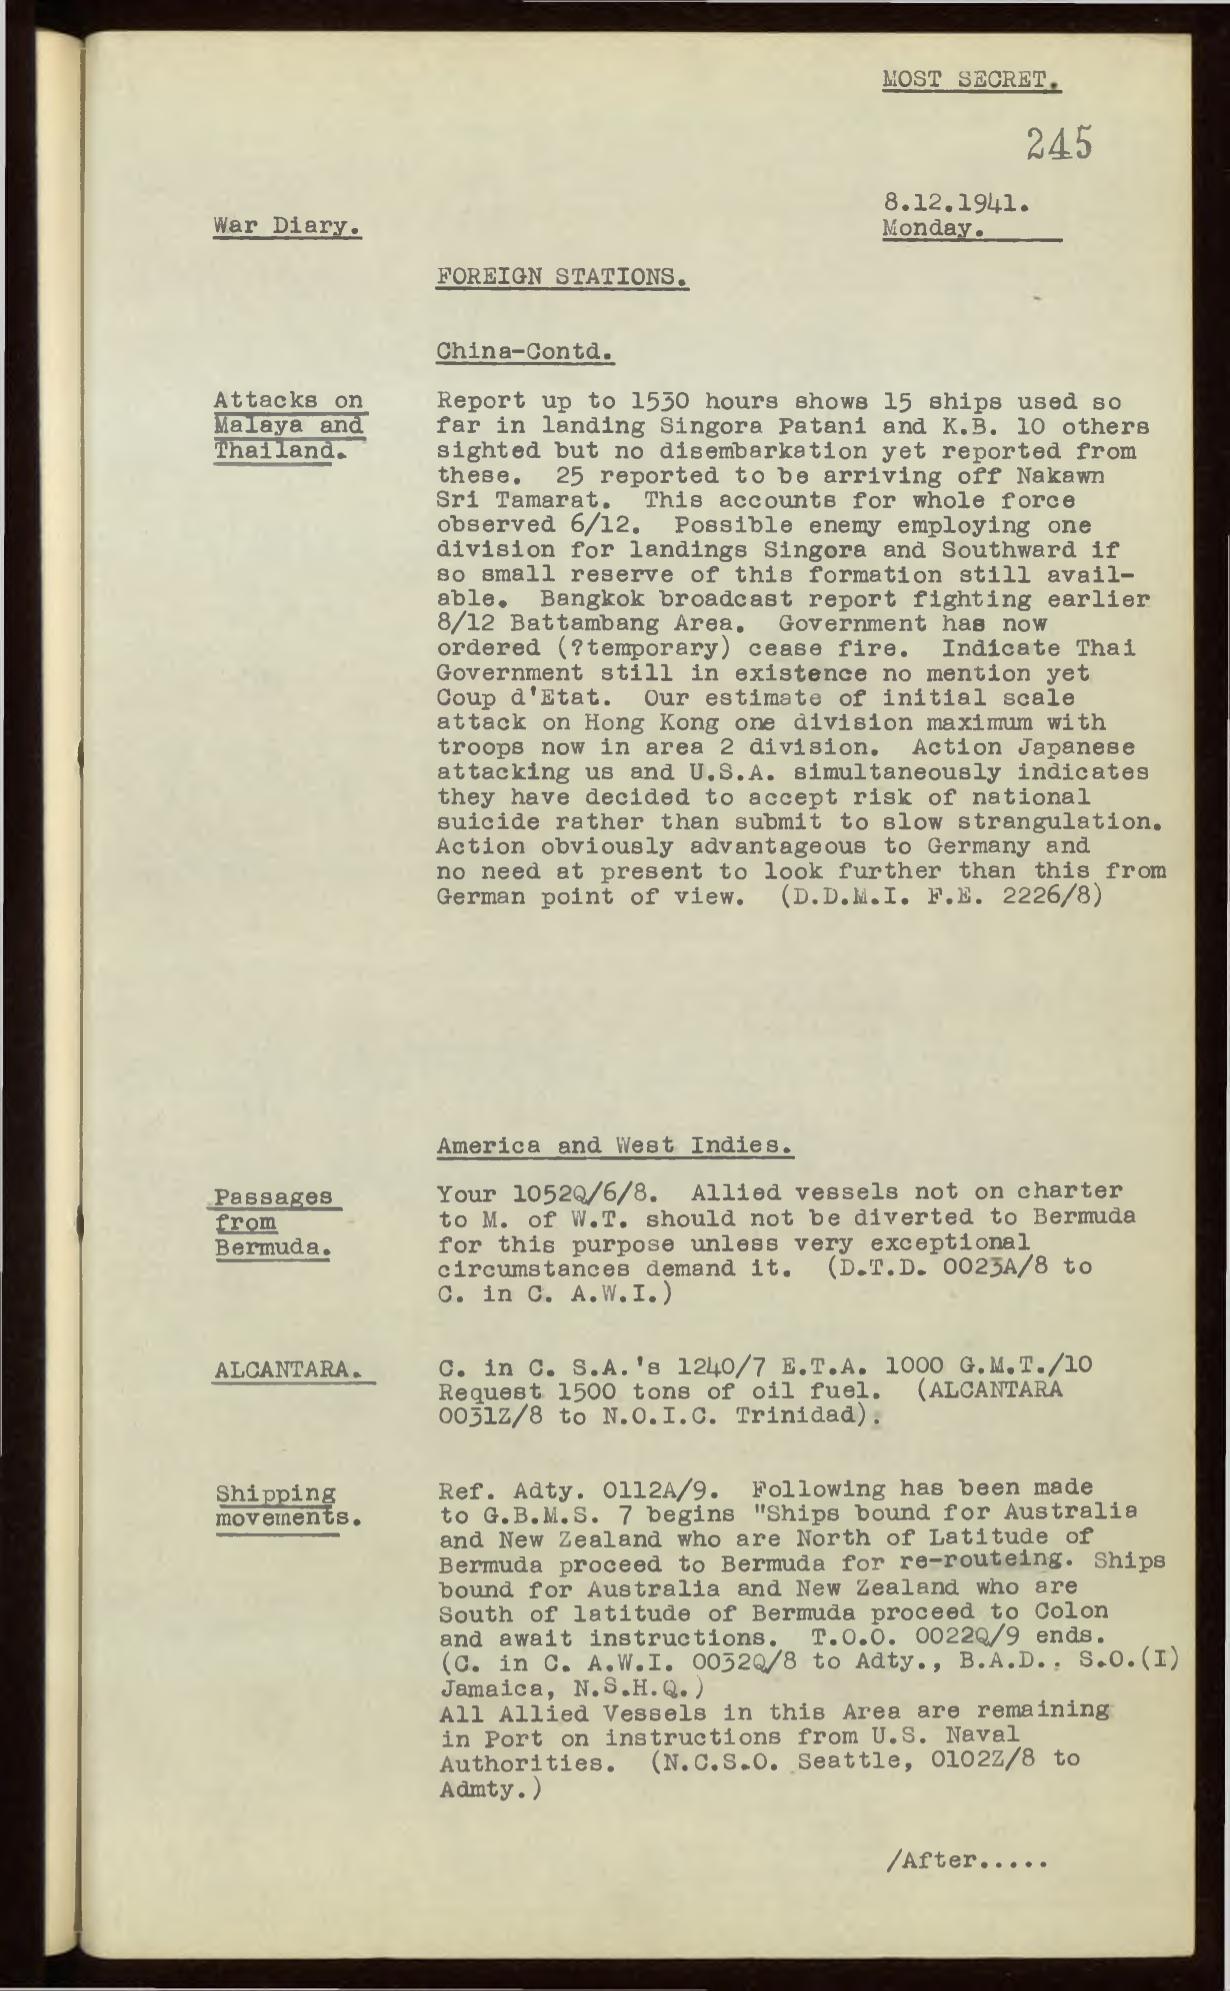 MOST SECRET.
245
8.12.1941.
War Diary.
Monday.
FOREIGN STATIONS.
China-Contd.
Attacks on
Malaya and
Thailand.
Report up to 1530 hours shows 15 ships used so
far in landing Singora Patani and K.B. 10 others
sighted but no disembarkation yet reported from
these. 25 reported to be arriving off Nakawn
Sri Tamarat. This accounts for whole force
observed 6/12. Possible enemy employing one
division for landings Singora and Southward if
so small reserve of this formation still avail-
able. Bangkok broadcast report fighting earlier
8/12 Battambang Area. Government has now
ordered (?temporary) cease fire. Indicate Thai
Government still in existence no mention yet
Coup d'Etat. Our estimate of initial scale
attack on Hong Kong one division maximum with
troops now in area 2 division. Action Japanese
attacking us and U.S.A. simultaneously indicates
they have decided to accept risk of national
suicide rather than submit to slow strangulation.
Action obviously advantageous to Germany and
no need at present to look further than this from
German point of view. (D.D.M.I. F.E. 2226/8)
America and West Indies.
Passages
from
Bermuda.
Your 1052Q/6/8. Allied vessels not on charter
to M. of W.T. should not be diverted to Bermuda
for this purpose unless very exceptional
circumstances demand it. (D.T.D. 0023A/8 to
C. in C. A.W.I.)
ALCANTARA.
C. in C. S.A.'s 1240/7 E.T.A. 1000 G.M.T./10
Request 1500 tons of oil fuel. (ALCANTARA
0031Z/8 to N.O.I.C. Trinidad).
Shipping
movements.
Ref. Adty. 0112A/9. Following has been made
to G.B.M.S. 7 begins "Ships bound for Australia
and New Zealand who are North of Latitude of
Bermuda proceed to Bermuda for re-routeing. Ships
bound for Australia and New Zealand who are
South of latitude of Bermuda proceed to Colon
and await instructions. T.O.O. 0022Q/9 ends.
(C. in C. A.W.I. 0032Q/8 to Adty., B.A.D.. S.O.(I)
Jamaica, N.S.H.Q.)
All Allied Vessels in this Area are remaining
in Port on instructions from U.S. Naval
Authorities. (N.C.S.O. Seattle, 0102Z/8 to
Admty.)
/After.....